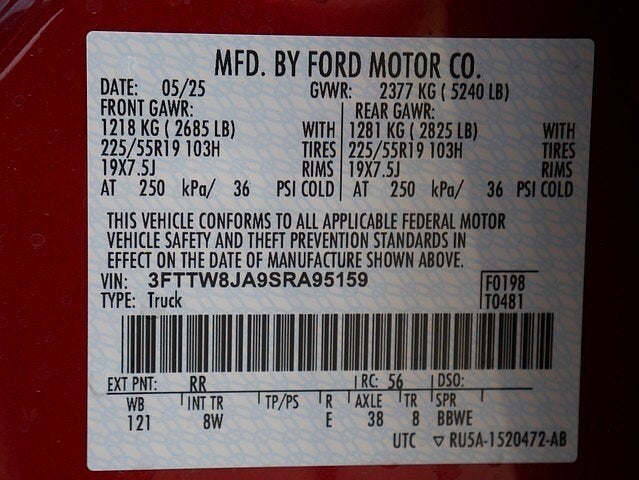 MFD. BY FORD MOTOR CO.
DATE: 05/25 GVWR: 2377 KG ( 5240 LB)
FRONT GAWR: REAR GAWR:
1218 KG ( 2685 LB) WITH 1281 KG ( 2825 LB) WITH
225/55R19 103H TIRES 225/55R19 103H TIRES
19X7.5J RIMS 19X7.5J RIMS
AT 250 kPa/ 36 PSI COLD AT 250 kPa/ 36 PSI COLD
THIS VEHICLE CONFORMS TO ALL APPLICABLE FEDERAL MOTOR
VEHICLE SAFETY AND THEFT PREVENTION STANDARDS IN
EFFECT ON THE DATE OF MANUFACTURE SHOWN ABOVE.
VIN: 3FTTW8JA9SRA95159 F0198
TYPE: Truck T0481
EXT PNT: RR RC: 56 DSO:
WB INT TR TP/PS R AXLE TR SPR
121 8W E 38 8 BBWE
UTC ▽ RU5A-1520472-AB